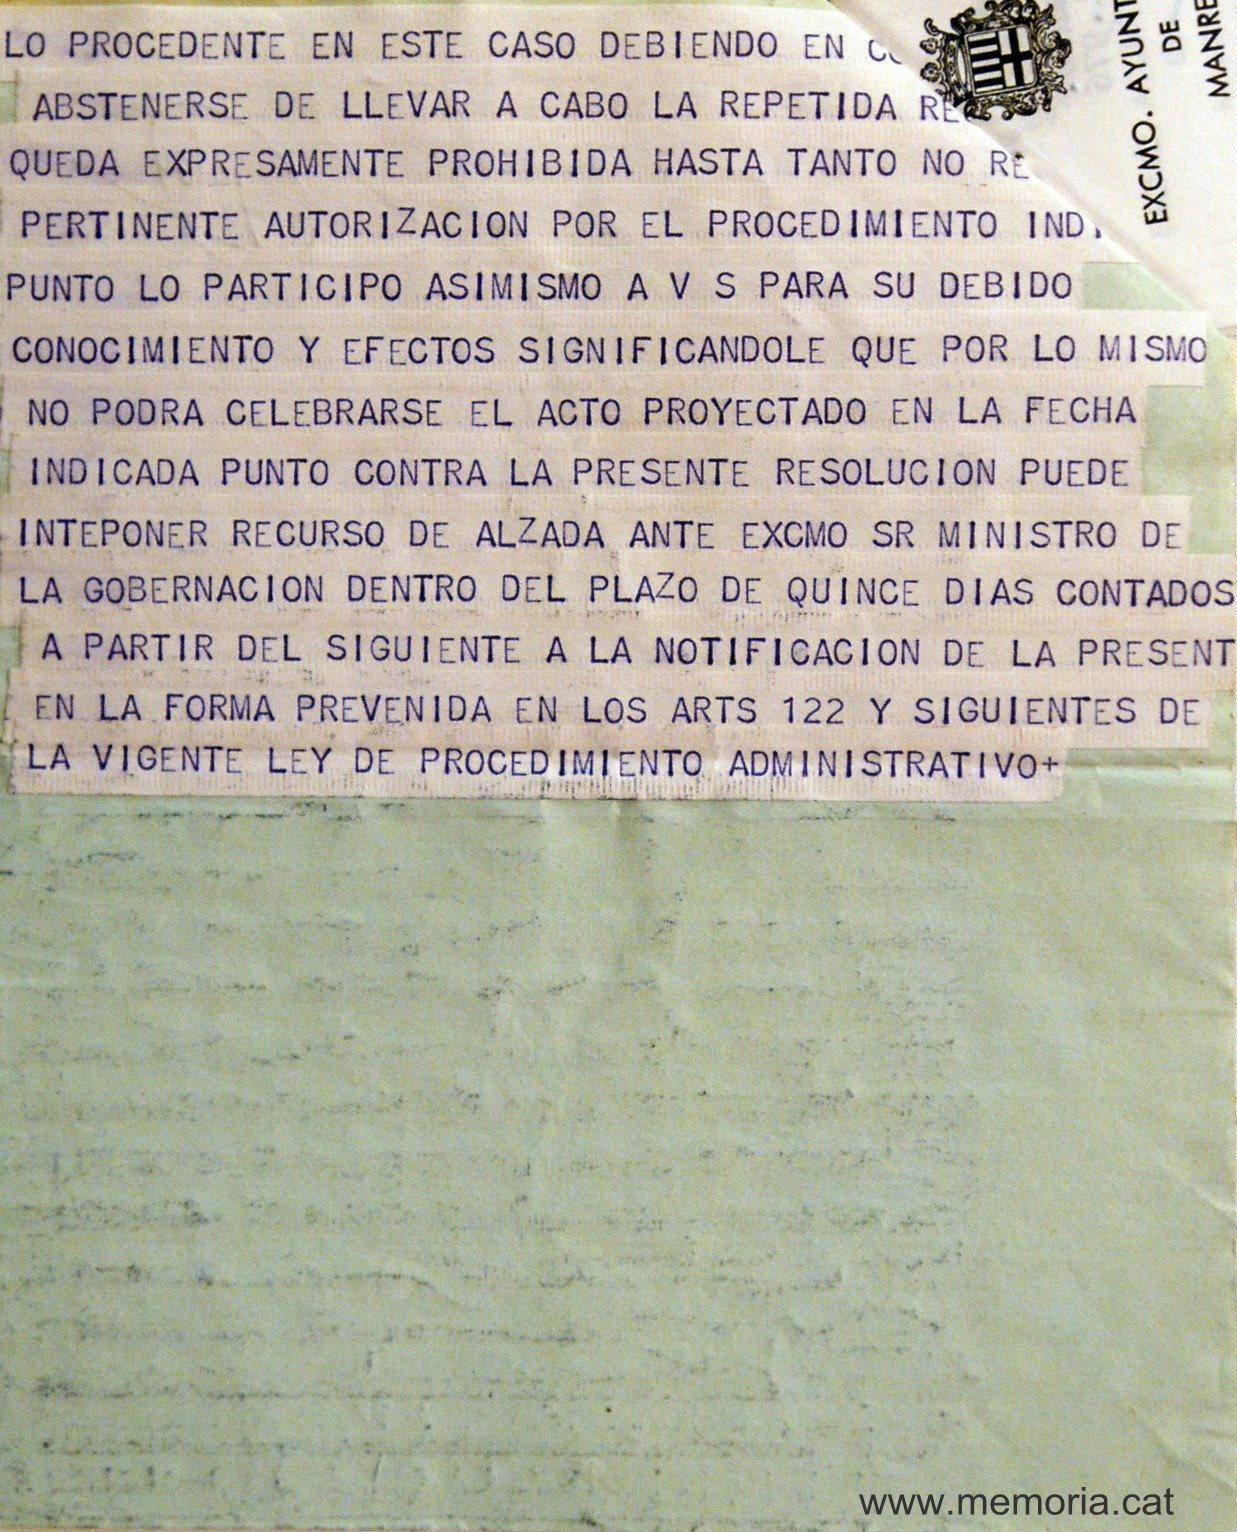 LO PROCEDENTE EN ESTE CASO DEBIENDO EN
ABSTENERSE DE LLEVAR A CABO LA REPETIDA
QUEDA EXPRESAMENTE PROHIBIDA HASTA TANTO NO
PERTINENTE AUTORIZACION POR EL PROCEDIMIENTO
PUNTO LO PARTICIPO ASIMISMO A V S PARA SU DEBIDO
CONOCIMIENTO Y EFECTOS SIGNIFICANDOLE QUE POR LO MISMO
NO PODRA CELEBRARSE EL ACTO PROYECTADO EN LA FECHA
INDICADA PUNTO CONTRA LA PRESENTE RESOLUCION PUEDE
INTEPONER RECURSO DE ALZADA ANTE EXCMO SR MINISTRO DE
LA GOBERNACION DENTRO DEL PLAZO DE QUINCE DIAS CONTADOS
A PARTIR DEL SIGUIENTE A LA NOTIFICACION DE LA PRESENT
EN LA FORMA PREVENIDA EN LOS ARTS 122 Y SIGUIENTES DE
LA VIGENTE LEY DE PROCEDIMIENTO ADMINISTRATIVO+
EXCMO. AYUNT
DE
MANRE
www.memoria.cat